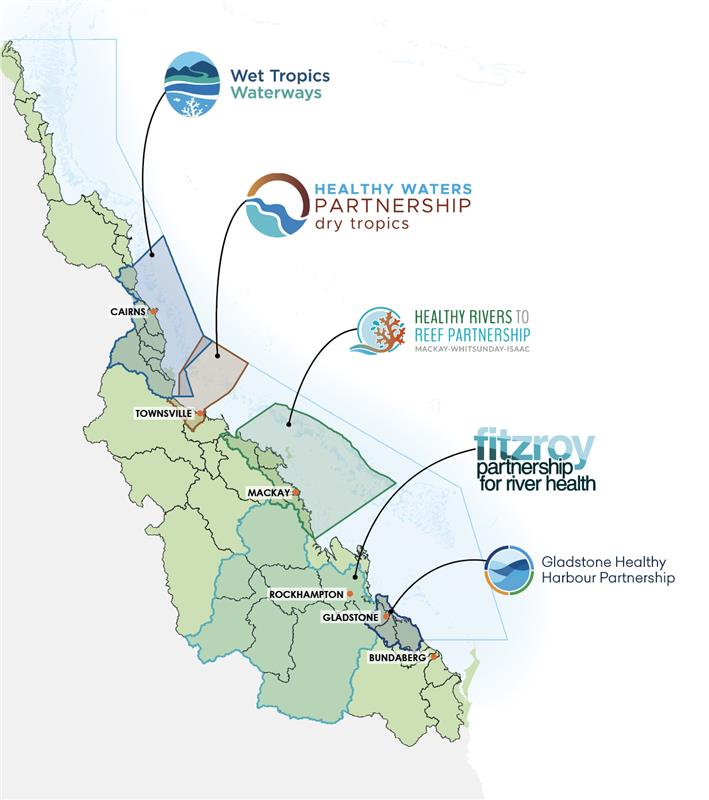 Wet Tropics
Waterways
HEALTHY WATERS
PARTNERSHIP
dry tropics
CAIRNS
HEALTHY RIVERS TO
REEF PARTNERSHIP
MACKAY-WHITSUNDAY-ISAAC
TOWNSVILLE
fitzroy
partnership
for river health
MACKAY
Gladstone Healthy
Harbour Partnership
ROCKHAMPTON
GLADSTONE
BUNDABERG